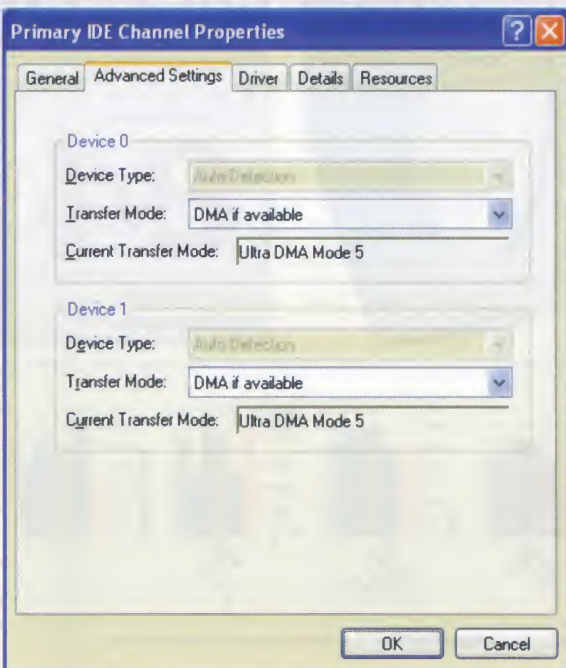 Primary IDE Channel Properties
General Advanced Settings Driver Details Resources
Device 0
Device Type: Auto Detection
Transfer Mode: DMA if available
Current Transfer Mode: Ultra DMA Mode 5
Device 1
Device Type: Auto Detection
Transfer Mode: DMA if available
Current Transfer Mode: Ultra DMA Mode 5
OK Cancel